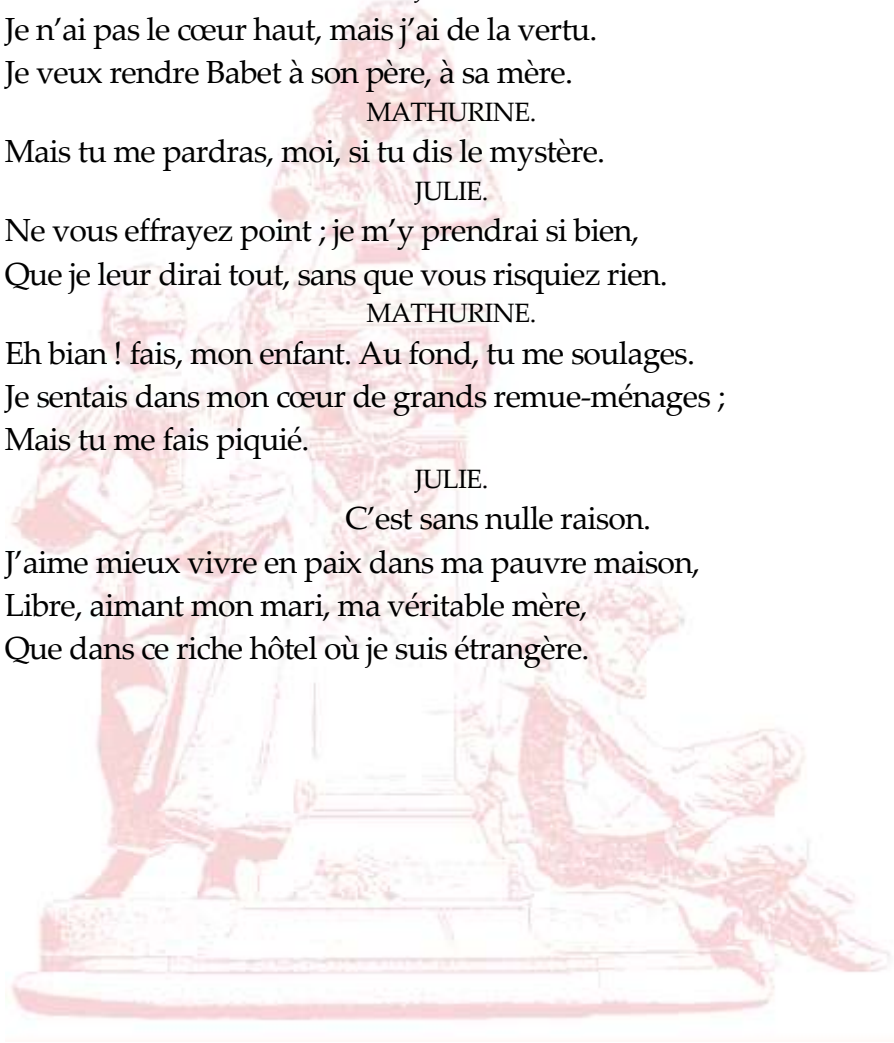 Je n’ai pas le cœur haut, mais j’ai de la vertu.
Je veux rendre Babet à son père, à sa mère.
MATHURINE.
Mais tu me pardras, moi, si tu dis le mystère.
JULIE.
Ne vous effrayez point ; je m’y prendrai si bien,
Que je leur dirai tout, sans que vous risquiez rien.
MATHURINE.
Eh bian ! fais, mon enfant. Au fond, tu me soulages.
Je sentais dans mon cœur de grands remue-ménages ;
Mais tu me fais piquié.
JULIE.
C’est sans nulle raison.
J’aime mieux vivre en paix dans ma pauvre maison,
Libre, aimant mon mari, ma véritable mère,
Que dans ce riche hôtel où je suis étrangère.